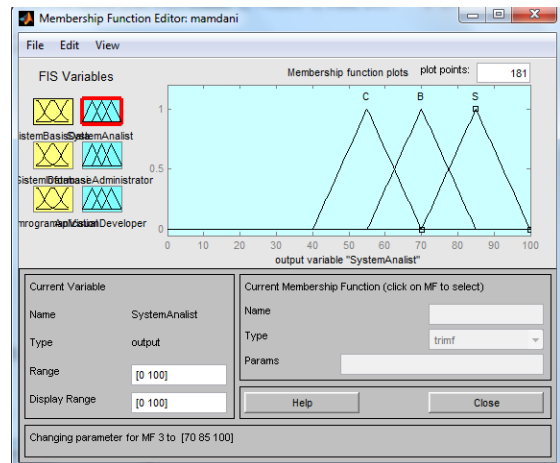 Membership Function Editor: mamdani
File Edit View
FIS Variables
Membership function plots plot points: 181
SystemAnalist
DatabaseAdministrator
Developer
C B S
1
0.5
0
0 10 20 30 40 50 60 70 80 90 100
output variable "SystemAnalist"
Current Variable
Name SystemAnalist
Type output
Range [0 100]
Display Range [0 100]
Current Membership Function (click on MF to select)
Name
Type trimf
Params
Help Close
Changing parameter for MF 3 to [70 85 100]